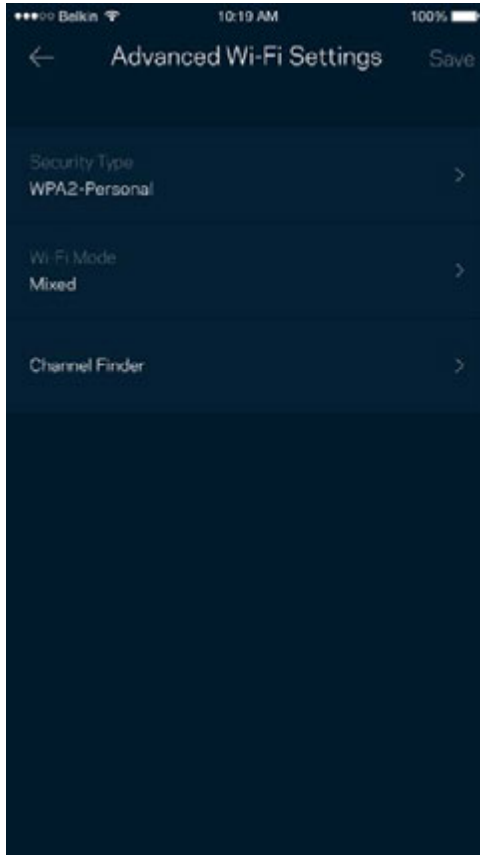 Belkin 10:19 AM 100%
Advanced Wi-Fi Settings Save
Security Type
WPA2-Personal
Wi-Fi Mode
Mixed
Channel Finder